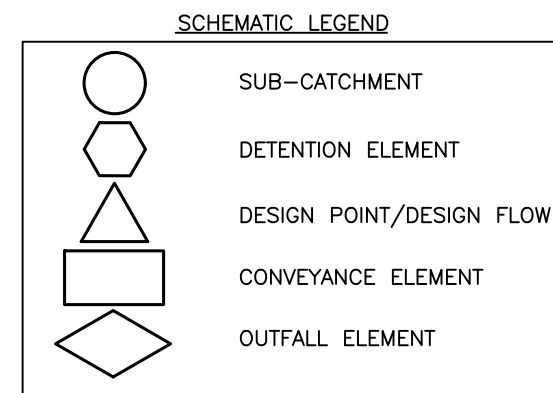 SCHEMATIC LEGEND
SUB-CATCHMENT
DETENTION ELEMENT
DESIGN POINT/DESIGN FLOW
CONVEYANCE ELEMENT
OUTFALL ELEMENT